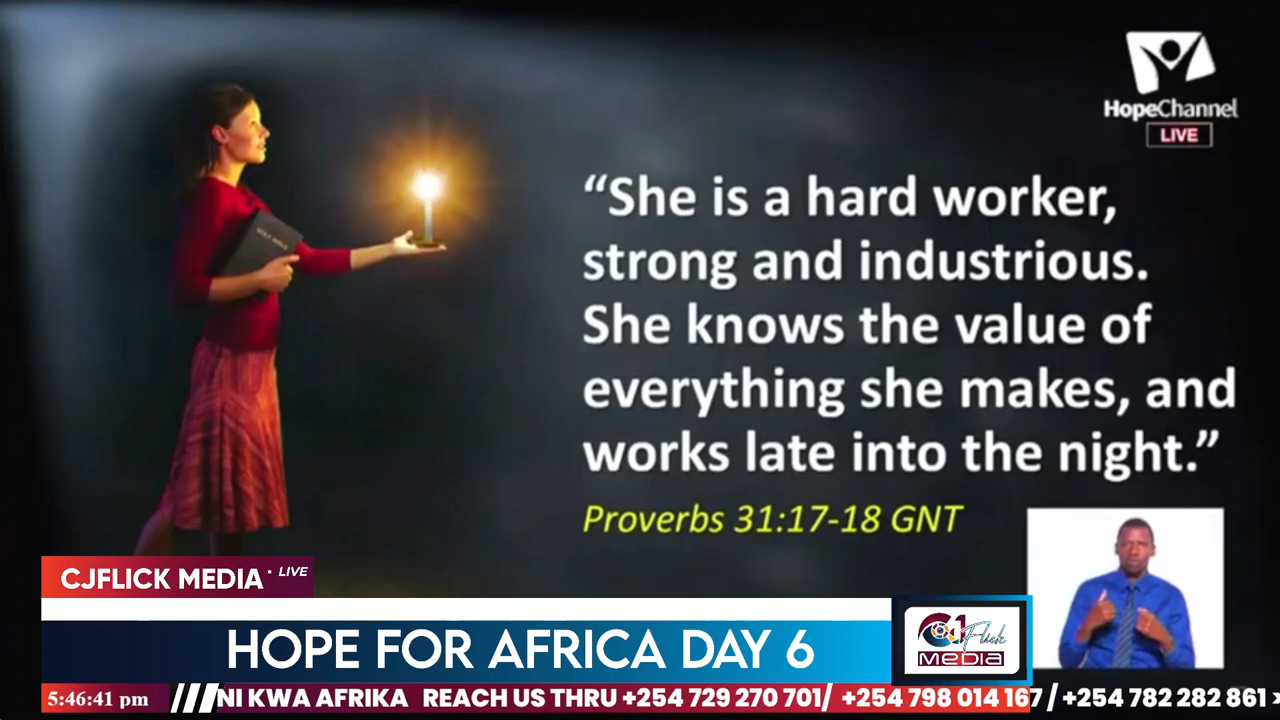 HopeChannel
LIVE
“She is a hard worker,
strong and industrious.
She knows the value of
everything she makes, and
works late into the night.”
Proverbs 31:17-18 GNT
HOLY BIBLE
CJFLICK MEDIA • LIVE
HOPE FOR AFRICA DAY 6
Flick
MEDIA
5:46:41 pm
NI KWA AFRIKA REACH US THRU +254 729 270 701/ +254 798 014 167 / +254 782 282 861